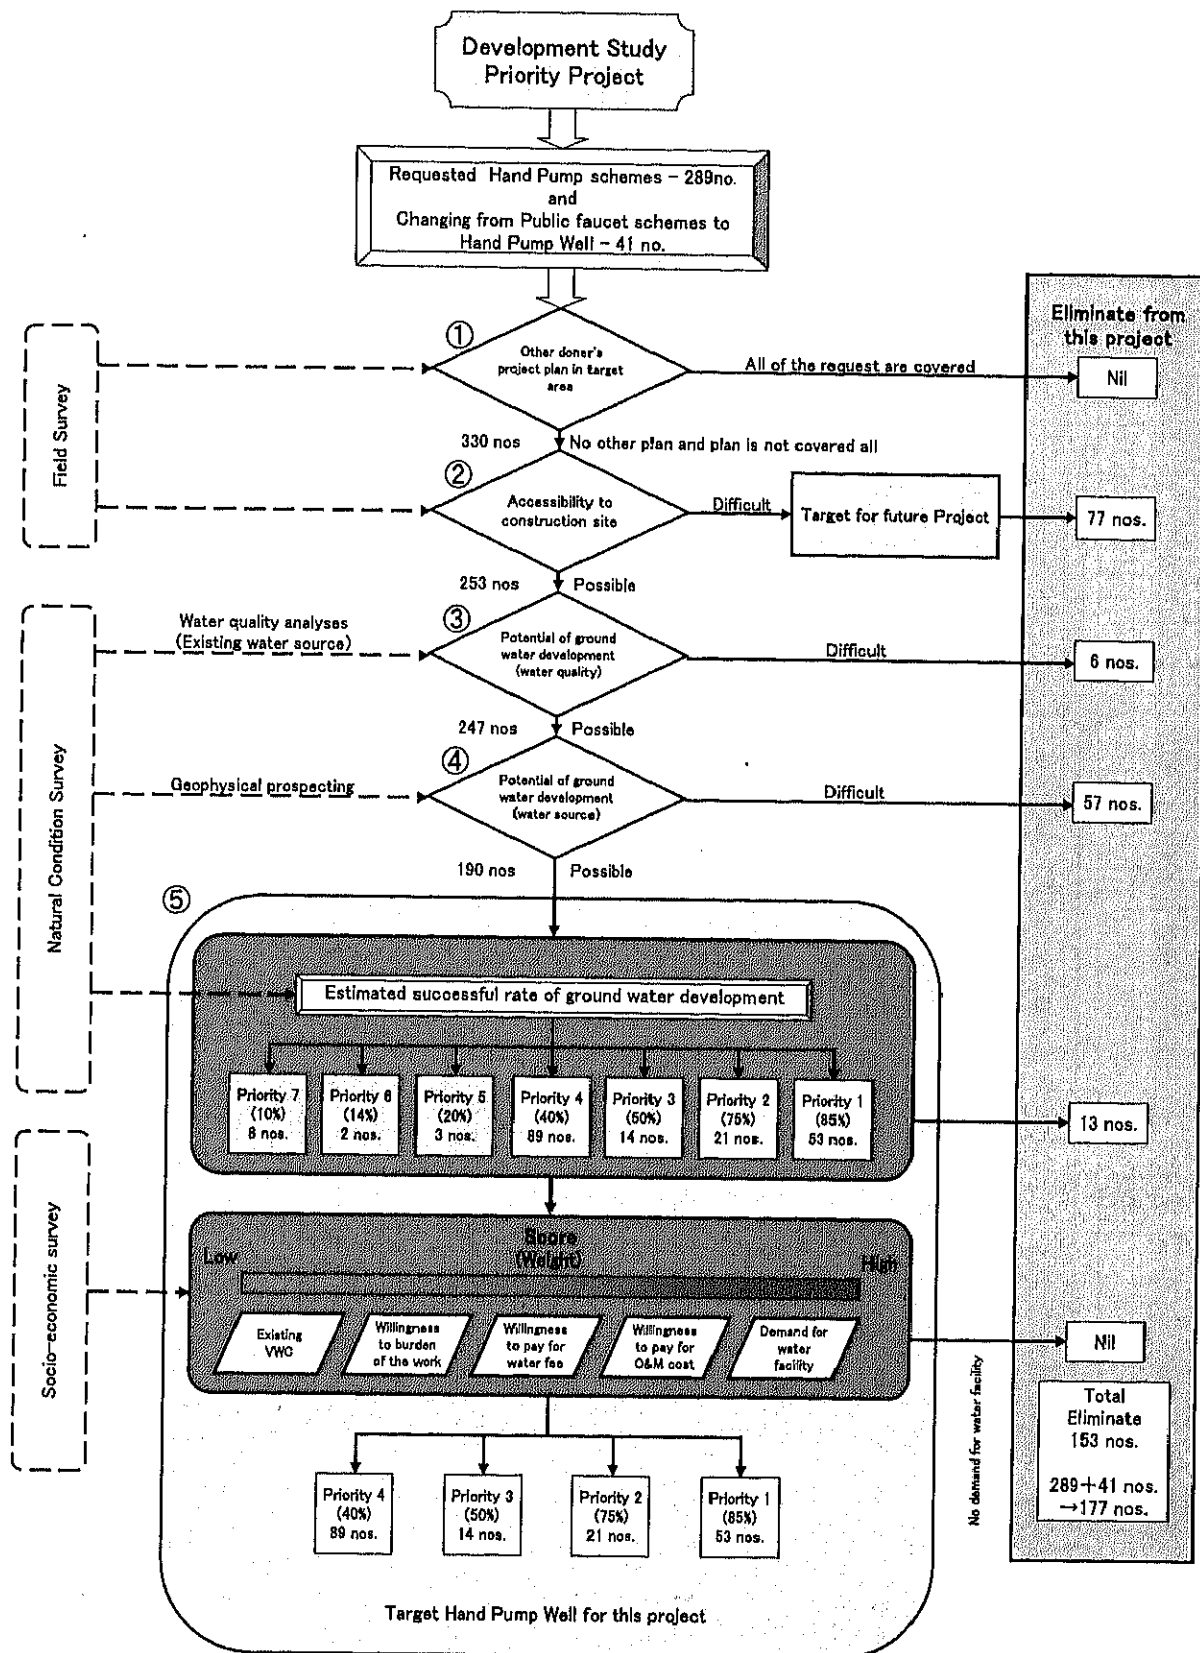 Development Study
Priority Project
Requested Hand Pump schemes - 289no.
and
Changing from Public faucet schemes to
Hand Pump Well - 41 no.
Eliminate from
this project
①
Other doner's
project plan in target
area
All of the request are covered
Nil
Field Survey
330 nos
No other plan and plan is not covered all
②
Accessibility to
construction site
Difficult
Target for future Project
77 nos.
253 nos
Possible
Water quality analyses
(Existing water source)
③
Potential of ground
water development
(water quality)
Difficult
6 nos.
247 nos
Possible
Natural Condition Survey
Geophysical prospecting
④
Potential of ground
water development
(water source)
Difficult
57 nos.
190 nos
Possible
⑤
Estimated successful rate of ground water development
Priority 7
(10%)
8 nos.
Priority 6
(14%)
2 nos.
Priority 5
(20%)
3 nos.
Priority 4
(40%)
89 nos.
Priority 3
(50%)
14 nos.
Priority 2
(75%)
21 nos.
Priority 1
(85%)
53 nos.
13 nos.
Socio-economic survey
Score
(Weight)
Low
High
Existing
VWC
Willingness
to burden
of the work
Willingness
to pay for
water fee
Willingness
to pay for
O&M cost
Demand for
water
facility
No demand for water facility
Nil
Total
Eliminate
153 nos.
289+41 nos.
→177 nos.
Priority 4
(40%)
89 nos.
Priority 3
(50%)
14 nos.
Priority 2
(75%)
21 nos.
Priority 1
(85%)
53 nos.
Target Hand Pump Well for this project